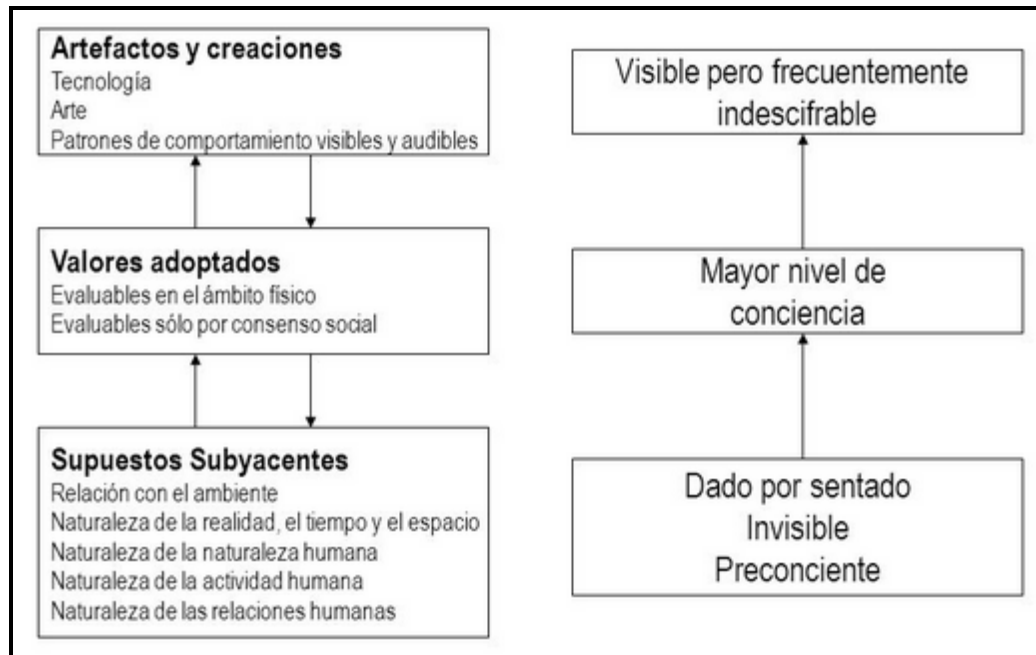 Artefactos y creaciones
Tecnología
Arte
Patrones de comportamiento visibles y audibles
Valores adoptados
Evaluables en el ámbito físico
Evaluables sólo por consenso social
Supuestos Subyacentes
Relación con el ambiente
Naturaleza de la realidad, el tiempo y el espacio
Naturaleza de la naturaleza humana
Naturaleza de la actividad humana
Naturaleza de las relaciones humanas
Visible pero frecuentemente
indescifrable
Mayor nivel de
conciencia
Dado por sentado
Invisible
Preconciente